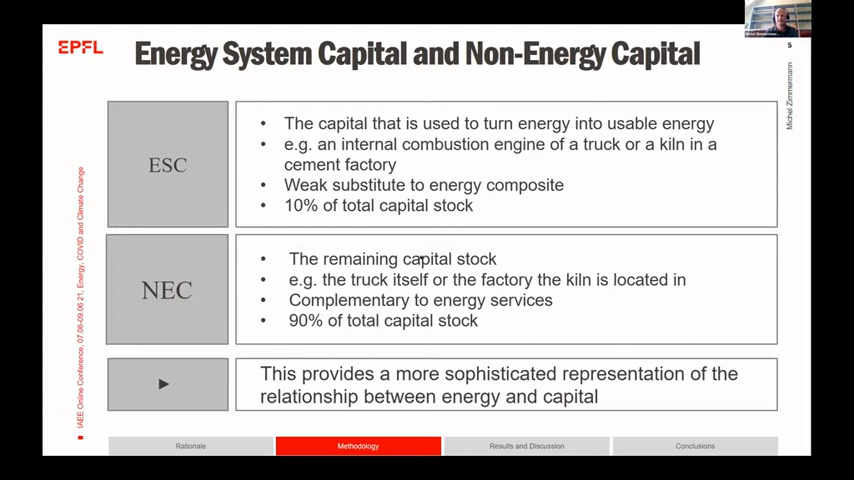 EPFL
Energy System Capital and Non-Energy Capital
5
Michel Zimmermann
IAEE Online Conference, 07.06-09.06 21, Energy, COVID and Climate Change
ESC
• The capital that is used to turn energy into usable energy
• e.g. an internal combustion engine of a truck or a kiln in a
cement factory
• Weak substitute to energy composite
• 10% of total capital stock
NEC
• The remaining capital stock
• e.g. the truck itself or the factory the kiln is located in
• Complementary to energy services
• 90% of total capital stock
This provides a more sophisticated representation of the
relationship between energy and capital
Rationale
Methodology
Results and Discussion
Conclusions